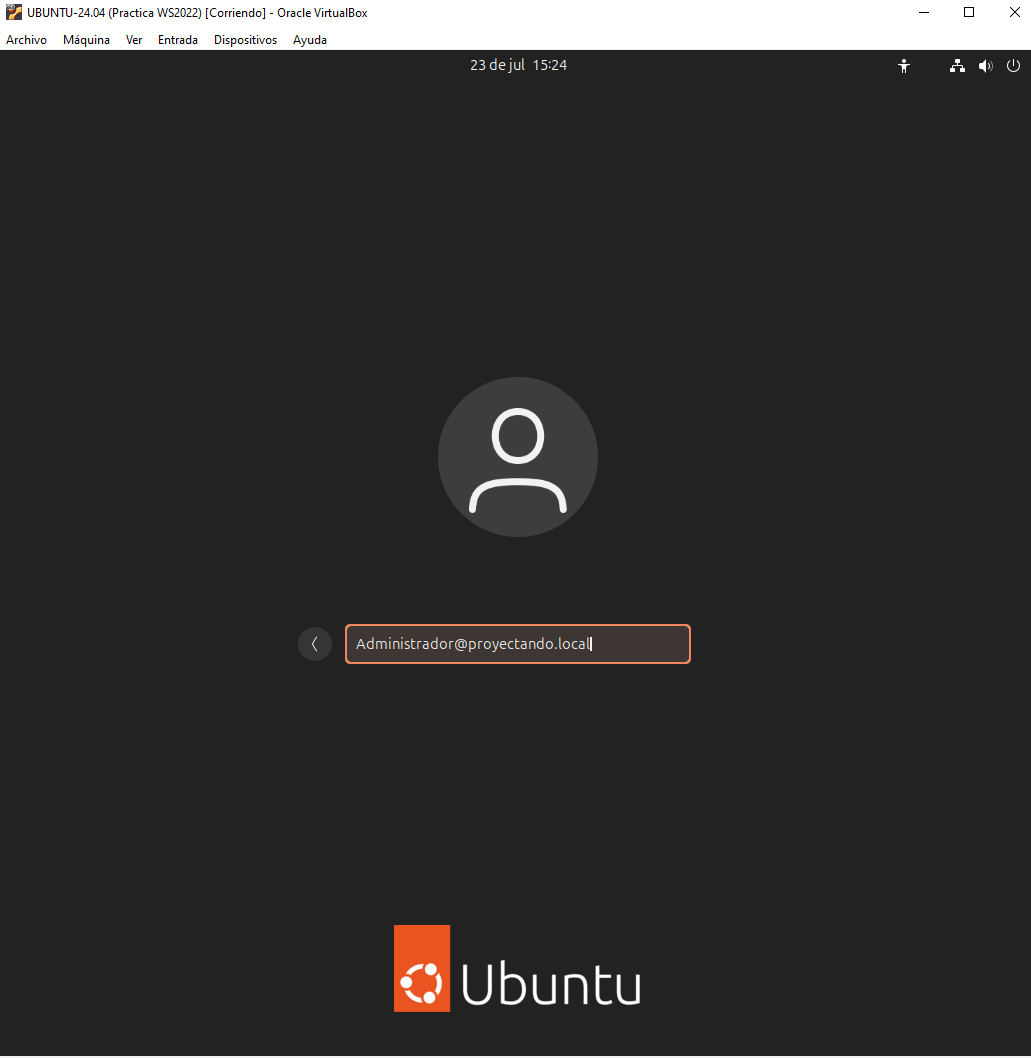 UBUNTU-24.04 (Practica WS2022) [Corriendo] - Oracle VirtualBox
Archivo Máquina Ver Entrada Dispositivos Ayuda
23 de jul 15:24
Administrador@proyectando.local
Ubuntu